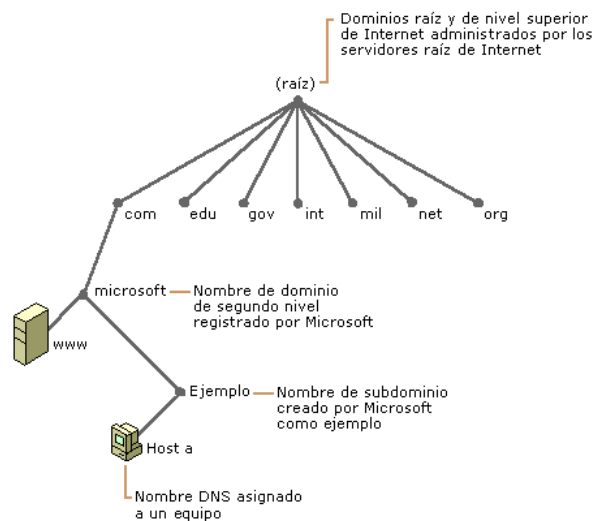 Dominios raíz y de nivel superior
de Internet administrados por los
servidores raíz de Internet
(raíz)
com
edu
gov
int
mil
net
org
microsoft
Nombre de dominio
de segundo nivel
registrado por Microsoft
www
Ejemplo
Nombre de subdominio
creado por Microsoft
como ejemplo
Host a
Nombre DNS asignado
a un equipo